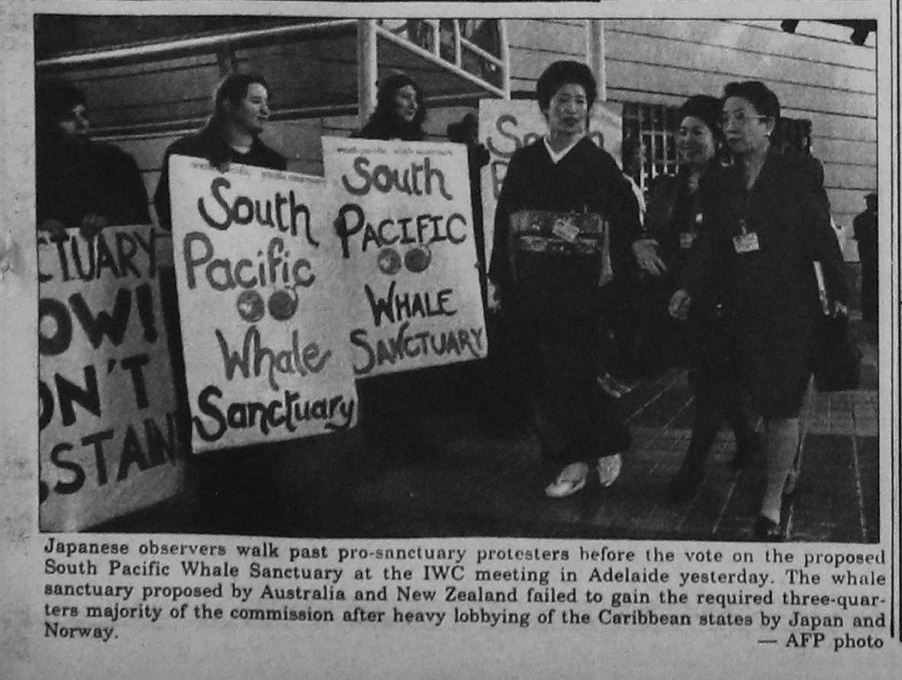 CTUARY
OW!
ON'T
STAN
South
Pacific
Whale
Sanctuary
South
PACIFIC
WHALE
SANCTUARY
So
Japanese observers walk past pro-sanctuary protesters before the vote on the proposed
South Pacific Whale Sanctuary at the IWC meeting in Adelaide yesterday. The whale
sanctuary proposed by Australia and New Zealand failed to gain the required three-quar-
ters majority of the commission after heavy lobbying of the Caribbean states by Japan and
Norway.
— AFP photo